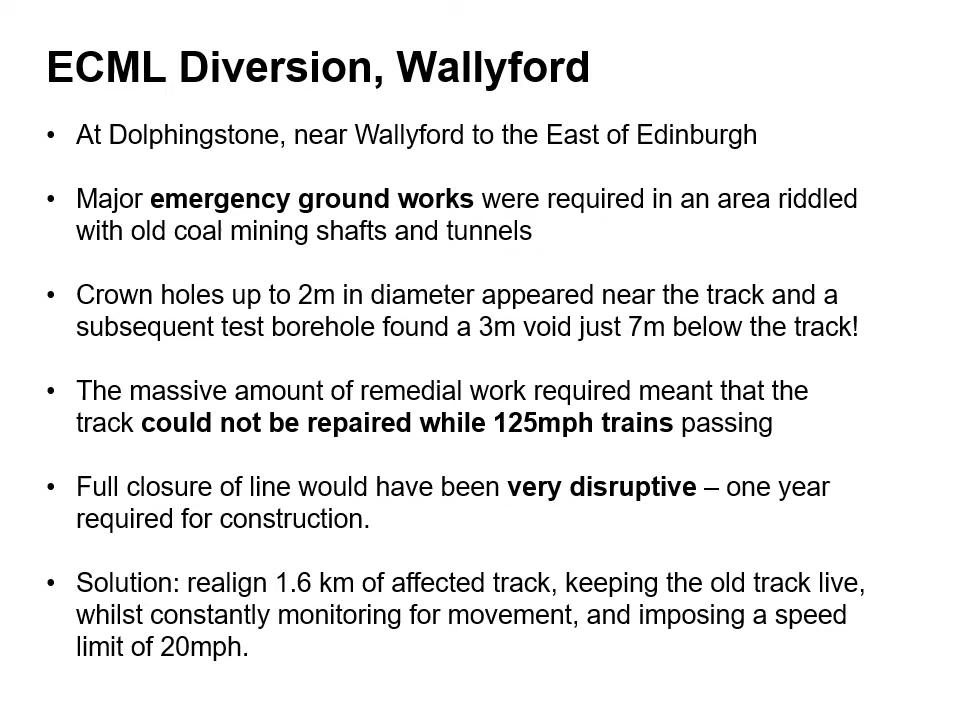 ECML Diversion, Wallyford
• At Dolphingstone, near Wallyford to the East of Edinburgh
• Major emergency ground works were required in an area riddled
with old coal mining shafts and tunnels
• Crown holes up to 2m in diameter appeared near the track and a
subsequent test borehole found a 3m void just 7m below the track!
• The massive amount of remedial work required meant that the
track could not be repaired while 125mph trains passing
• Full closure of line would have been very disruptive – one year
required for construction.
• Solution: realign 1.6 km of affected track, keeping the old track live,
whilst constantly monitoring for movement, and imposing a speed
limit of 20mph.